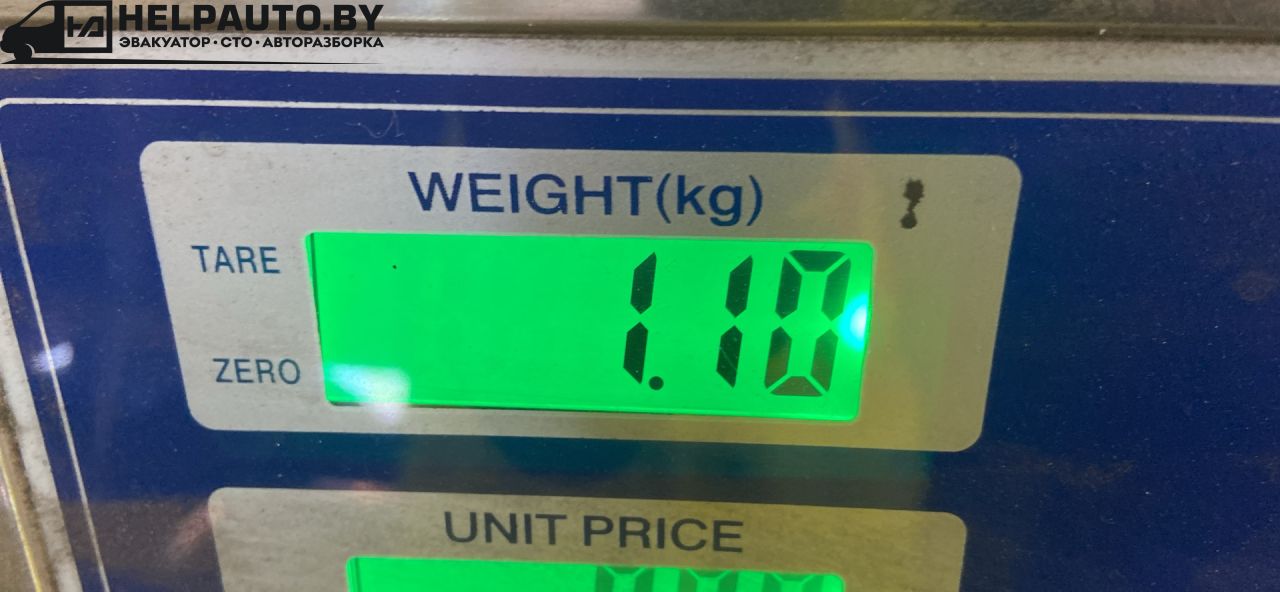 HELPAUTO.BY
ЭВАКУАТОР·СТО·АВТОРАЗБОРКА
WEIGHT(kg)
TARE
1.10
ZERO
UNIT PRICE